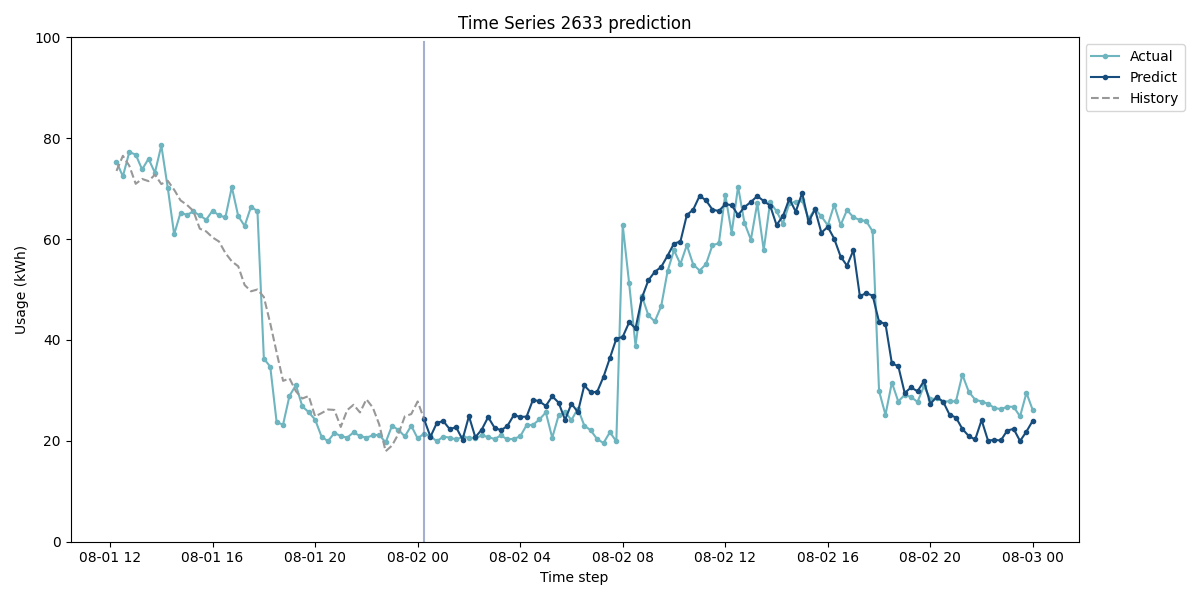 Time Series 2633 prediction
100
80
60
40
20
0
Usage (kWh)
08-01 12
08-01 16
08-01 20
08-02 00
08-02 04
08-02 08
08-02 12
08-02 16
08-02 20
08-03 00
Time step
Actual
Predict
History